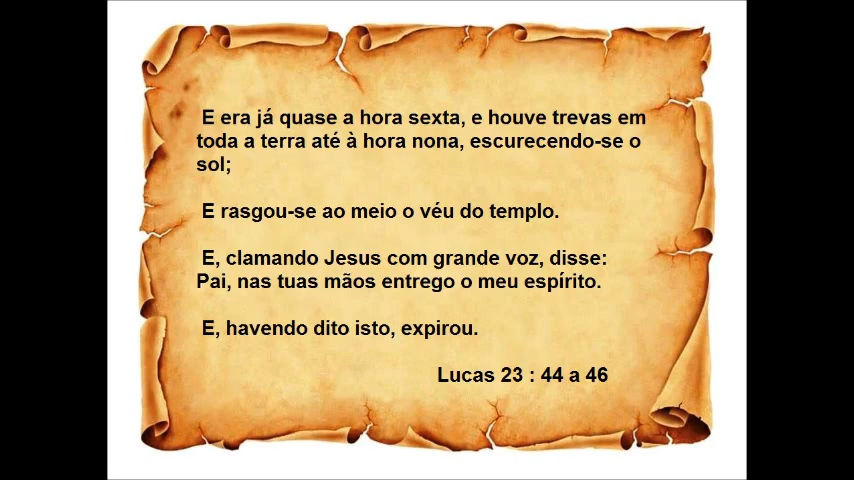 E era já quase a hora sexta, e houve trevas em
toda a terra até à hora nona, escurecendo-se o
sol;
E rasgou-se ao meio o véu do templo.
E, clamando Jesus com grande voz, disse:
Pai, nas tuas mãos entrego o meu espírito.
E, havendo dito isto, expirou.
Lucas 23 : 44 a 46